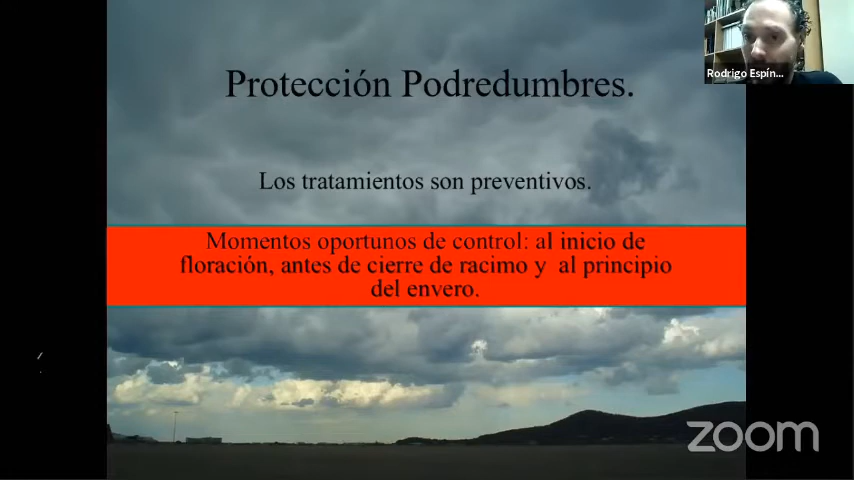 Protección Podredumbres.
Los tratamientos son preventivos.
Momentos oportunos de control: al inicio de
floración, antes de cierre de racimo y al principio
del envero.
Rodrigo Espín...
zoom